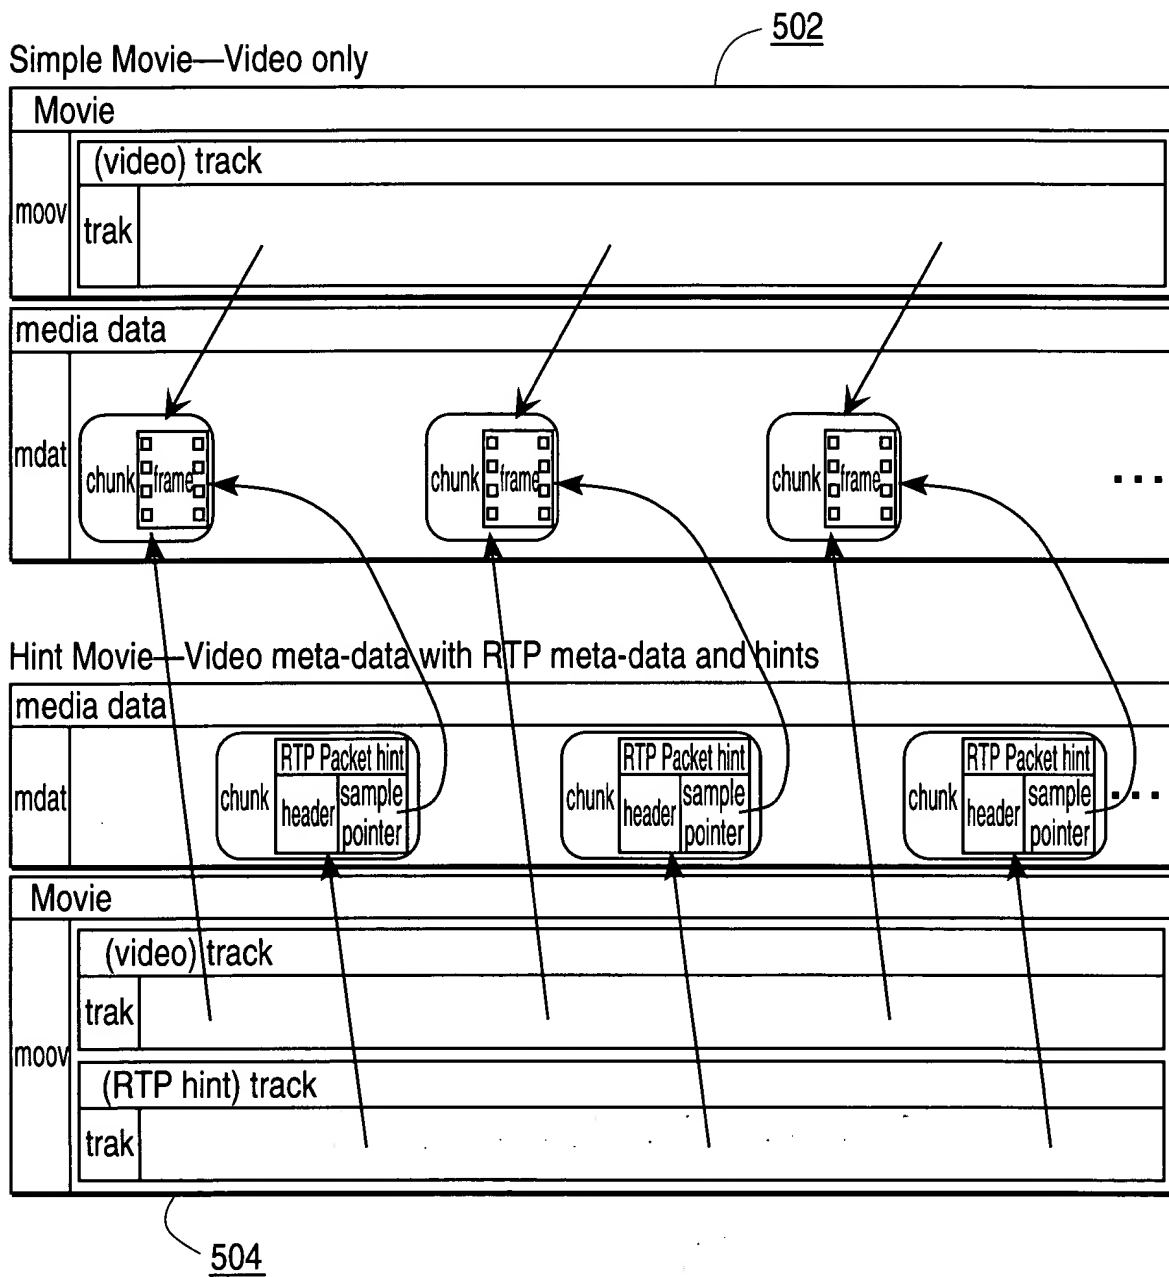 502
Simple Movie—Video only
Movie
moov
(video) track
trak
media data
mdat
chunk frame
chunk frame
chunk frame
...
Hint Movie—Video meta-data with RTP meta-data and hints
media data
mdat
chunk
RTP Packet hint
header
sample
pointer
chunk
RTP Packet hint
header
sample
pointer
chunk
RTP Packet hint
header
sample
pointer
...
Movie
moov
(video) track
trak
(RTP hint) track
trak
504